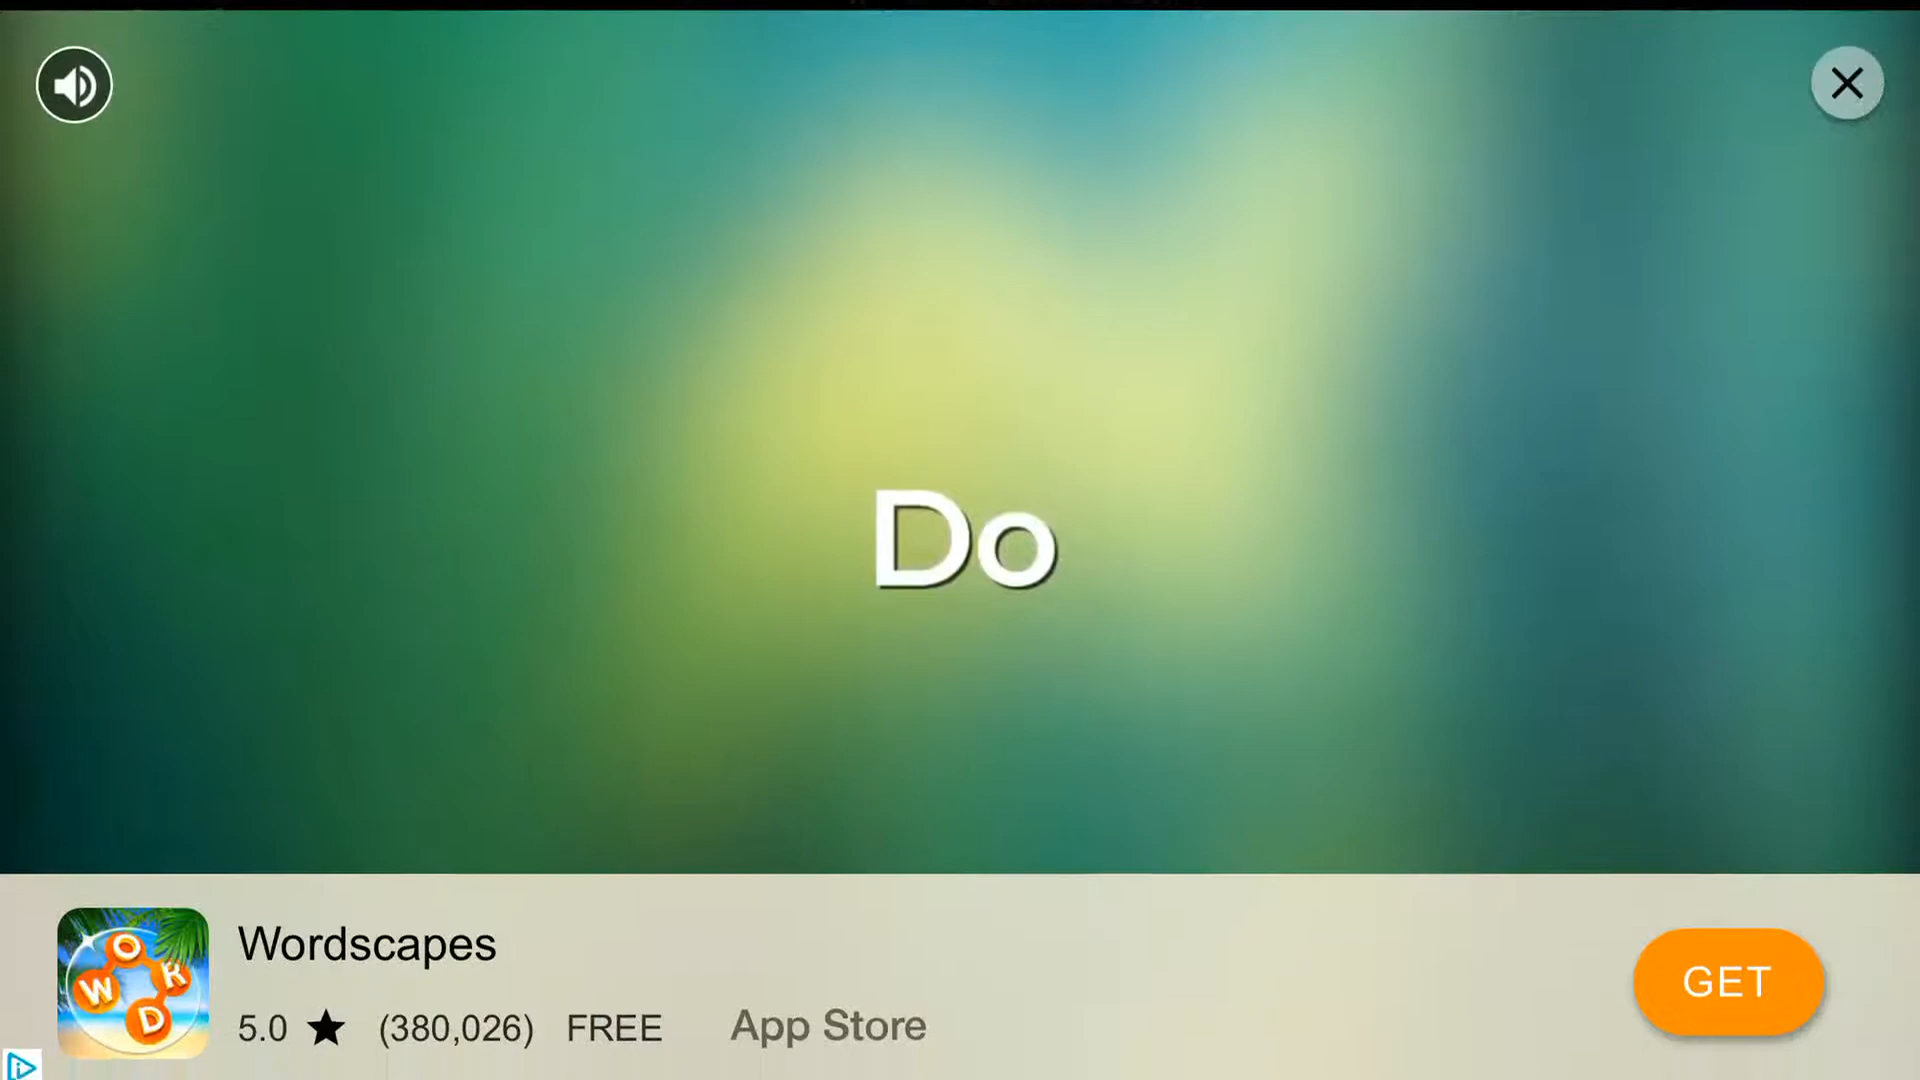 Do
Wordscapes
5.0 ★ (380,026) FREE App Store
GET
W O R D